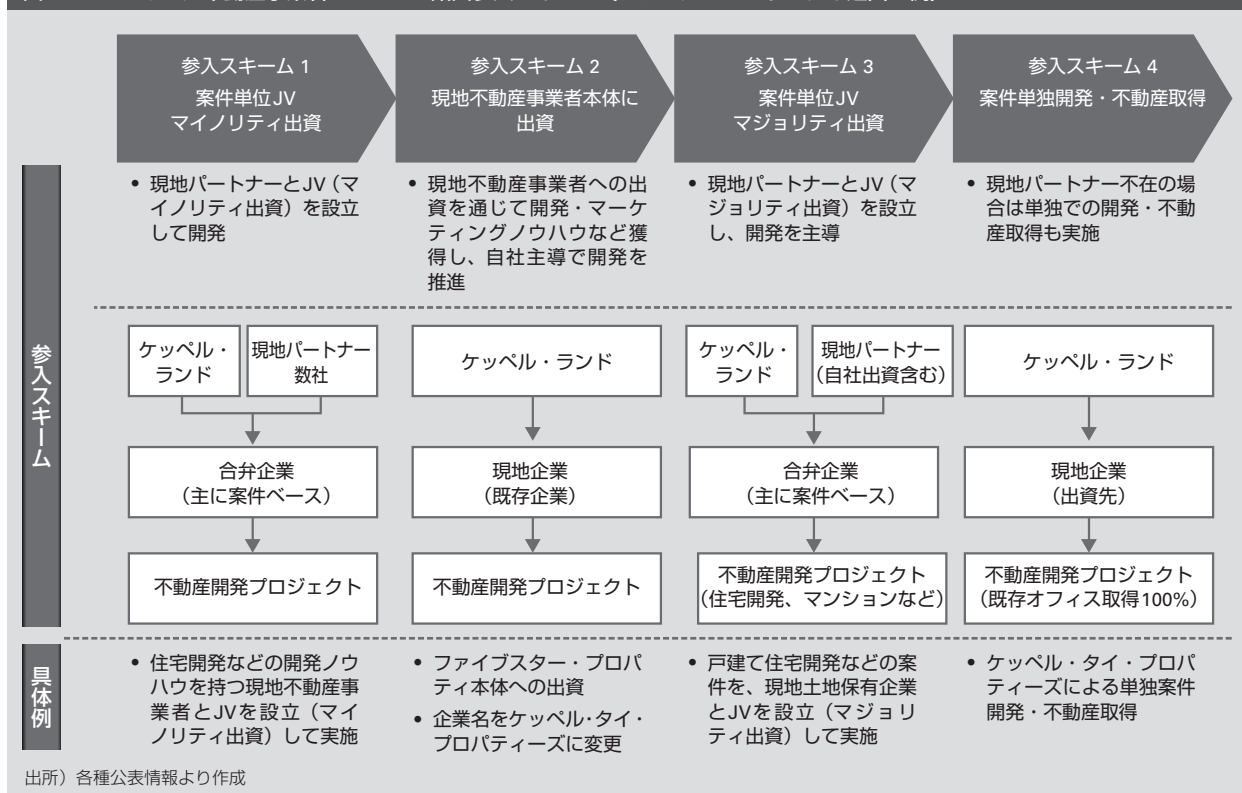 参入スキーム 1
案件単位JV
マイノリティ出資
参入スキーム 2
現地不動産事業者本体に
出資
参入スキーム 3
案件単位JV
マジョリティ出資
参入スキーム 4
案件単独開発・不動産取得
参入スキーム
• 現地パートナーとJV（マ
イノリティ出資）を設立
して開発
• 現地不動産事業者への出
資を通じて開発・マーケ
ティングノウハウなど獲
得し、自社主導で開発を
推進
• 現地パートナーとJV（マ
ジョリティ出資）を設立
し、開発を主導
• 現地パートナー不在の場
合は単独での開発・不動
産取得も実施
ケッペル・
ランド
現地パートナー
数社
合弁企業
（主に案件ベース）
不動産開発プロジェクト
ケッペル・ランド
現地企業
（既存企業）
不動産開発プロジェクト
ケッペル・
ランド
現地パートナー
（自社出資含む）
合弁企業
（主に案件ベース）
不動産開発プロジェクト
（住宅開発、マンションなど）
ケッペル・ランド
現地企業
（出資先）
不動産開発プロジェクト
（既存オフィス取得100%）
具体例
• 住宅開発などの開発ノウ
ハウを持つ現地不動産事
業者とJVを設立（マイ
ノリティ出資）して実施
• ファイブスター・プロパ
ティ本体への出資
• 企業名をケッペル・タイ・
プロパティーズに変更
• 戸建て住宅開発などの案
件を、現地土地保有企業
とJVを設立（マジョリ
ティ出資）して実施
• ケッペル・タイ・プロパ
ティーズによる単独案件
開発・不動産取得
出所）各種公表情報より作成